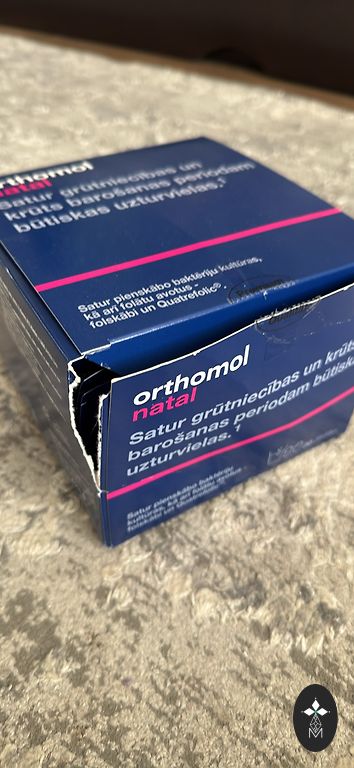 orthomol
natal
Satur grūtniecības un
krūts barošanas periodam
būtiskas uzturvielas.¹
Satur pienskābo baktēriju kultūras,
kā arī folātu avotus -
folskābi un Quatrefolic®.
orthomol
natal
Satur grūtniecības un krūts
barošanas periodam būtiskas
uzturvielas.¹
Satur pienskābo baktēriju
kultūras, kā arī folātu avotus -
folskābi un Quatrefolic®.
M